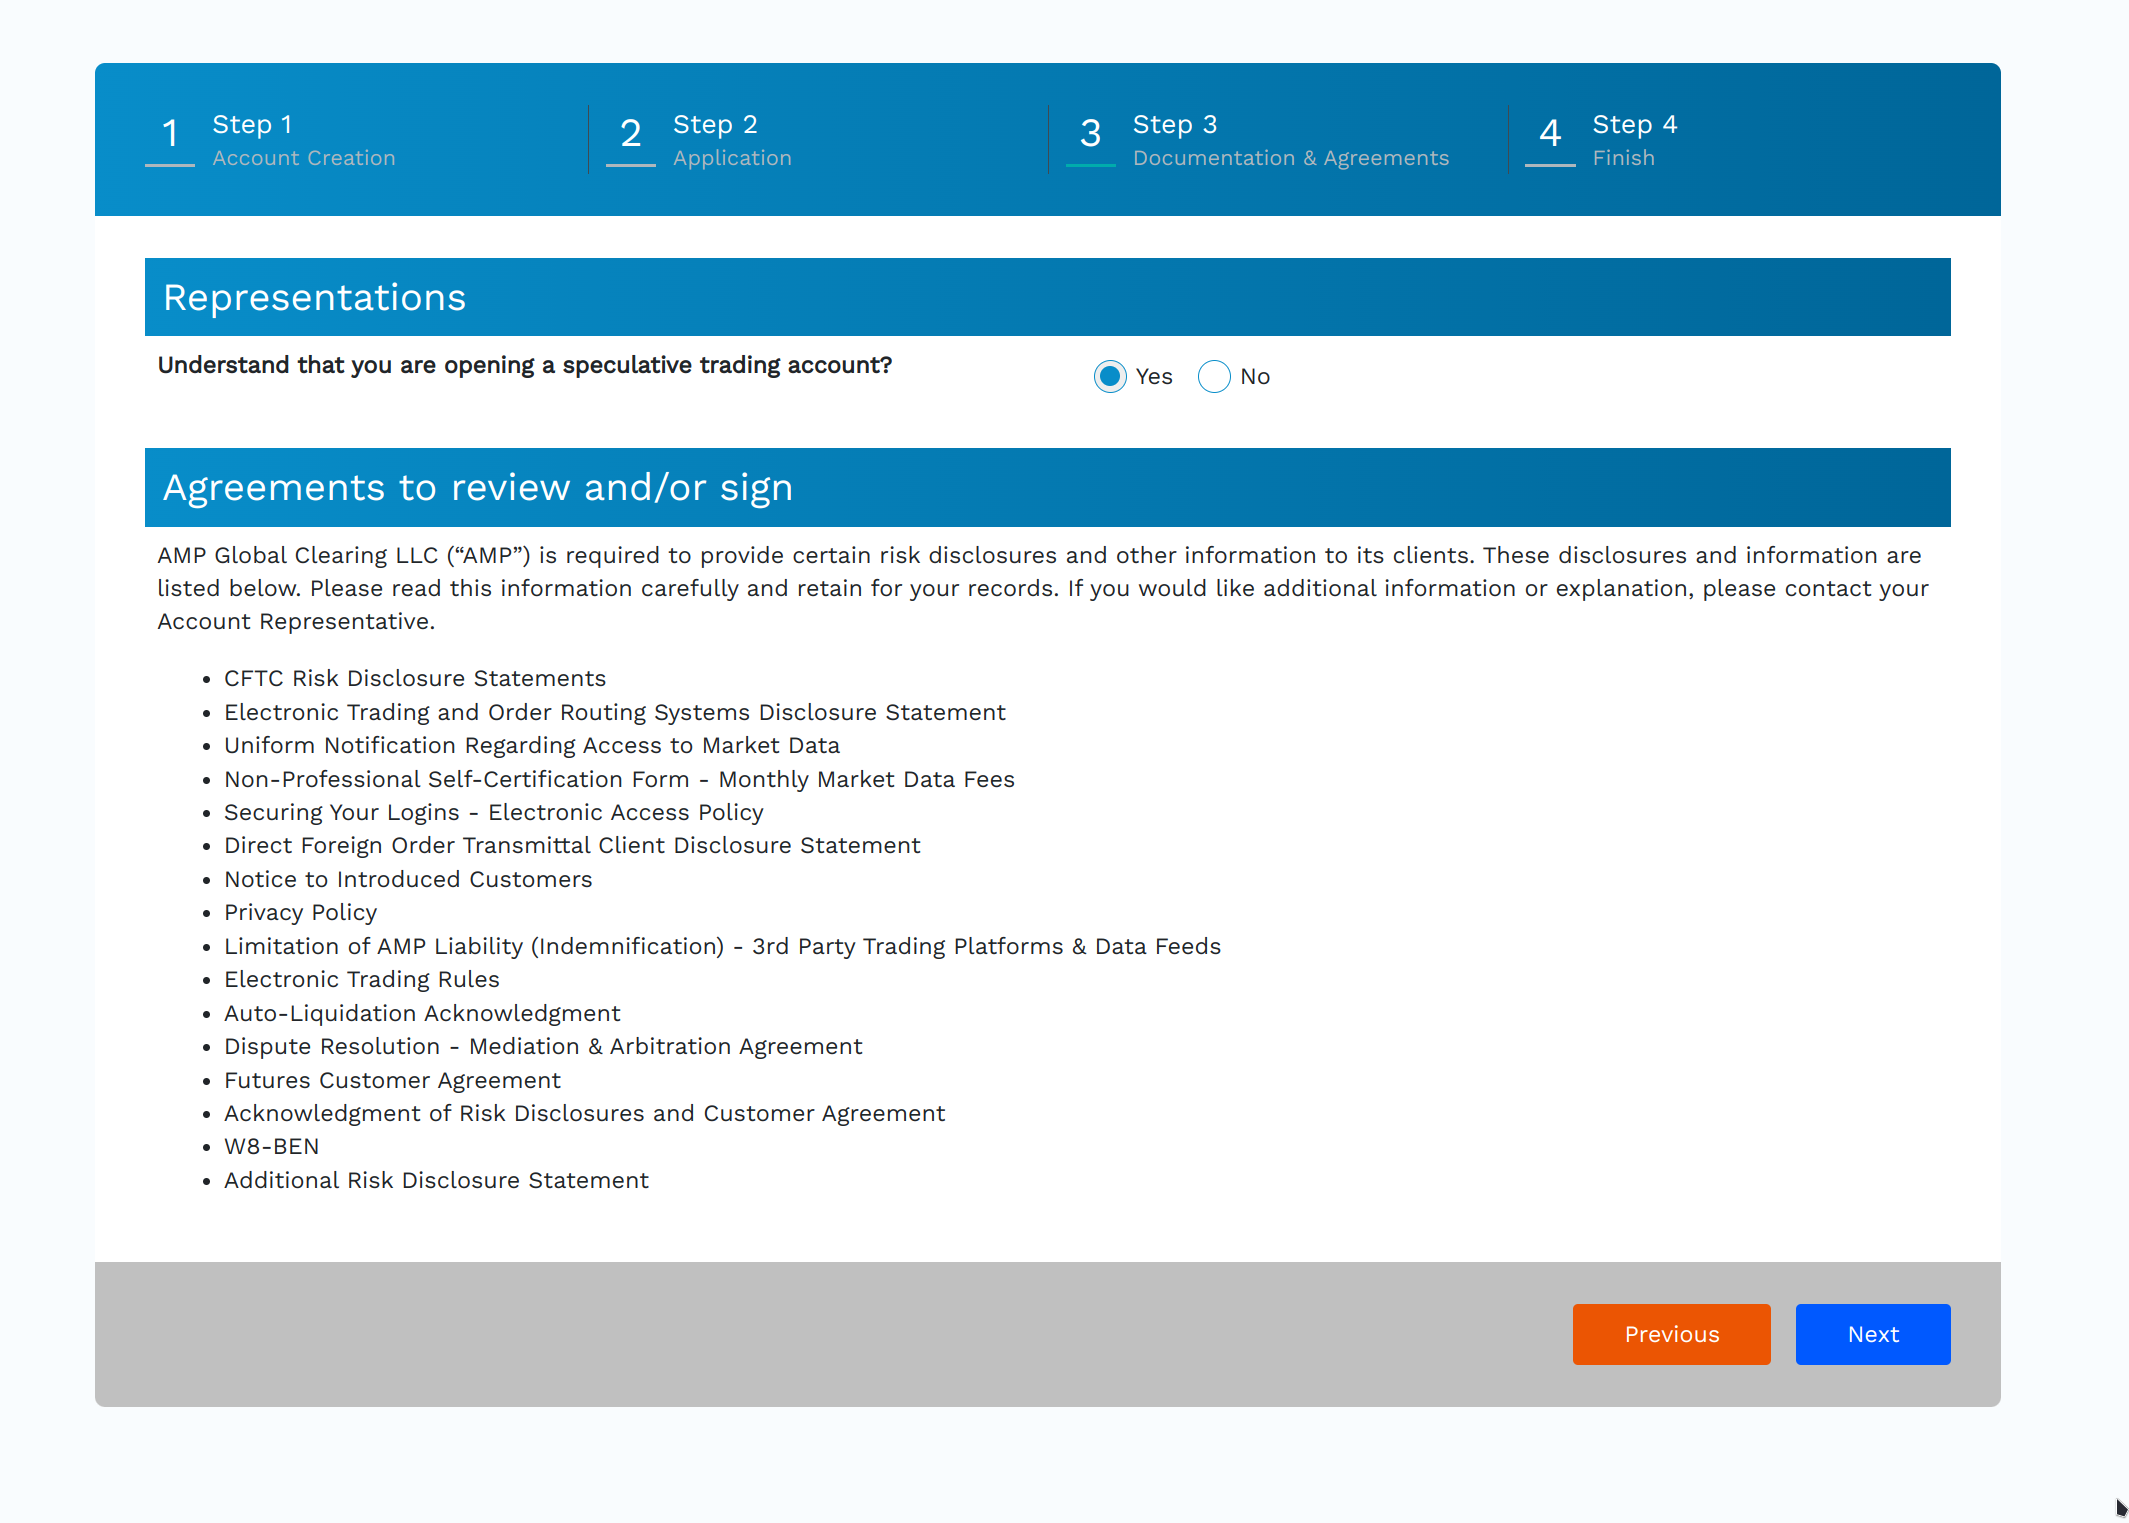 1
Step 1
Account Creation
2
Step 2
Application
3
Step 3
Documentation & Agreements
4
Step 4
Finish
Representations
Understand that you are opening a speculative trading account?
Yes
No
Agreements to review and/or sign
AMP Global Clearing LLC (“AMP”) is required to provide certain risk disclosures and other information to its clients. These disclosures and information are
listed below. Please read this information carefully and retain for your records. If you would like additional information or explanation, please contact your
Account Representative.
• CFTC Risk Disclosure Statements
• Electronic Trading and Order Routing Systems Disclosure Statement
• Uniform Notification Regarding Access to Market Data
• Non-Professional Self-Certification Form - Monthly Market Data Fees
• Securing Your Logins - Electronic Access Policy
• Direct Foreign Order Transmittal Client Disclosure Statement
• Notice to Introduced Customers
• Privacy Policy
• Limitation of AMP Liability (Indemnification) - 3rd Party Trading Platforms & Data Feeds
• Electronic Trading Rules
• Auto-Liquidation Acknowledgment
• Dispute Resolution - Mediation & Arbitration Agreement
• Futures Customer Agreement
• Acknowledgment of Risk Disclosures and Customer Agreement
• W8-BEN
• Additional Risk Disclosure Statement
Previous
Next